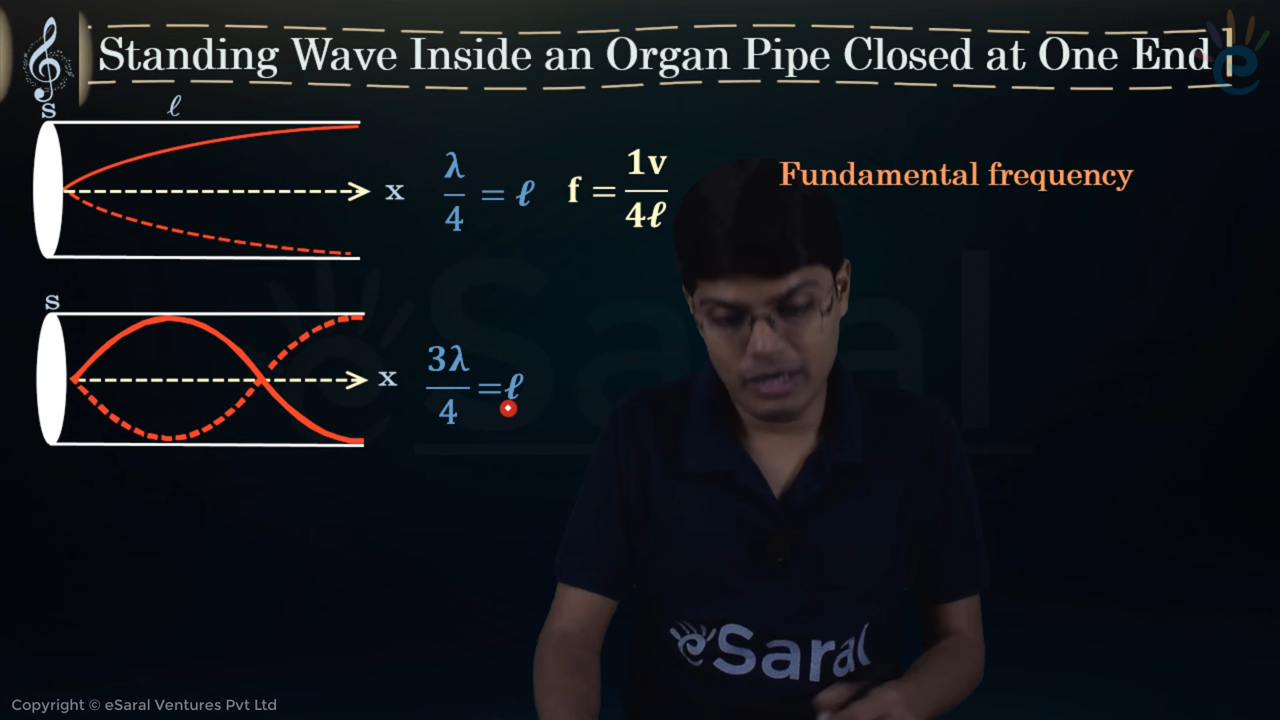 Standing Wave Inside an Organ Pipe Closed at One End
S
ℓ
x
λ/4 = ℓ
f = 1v/4ℓ
Fundamental frequency
S
x
3λ/4 = ℓ
eSaral
Copyright © eSaral Ventures Pvt Ltd